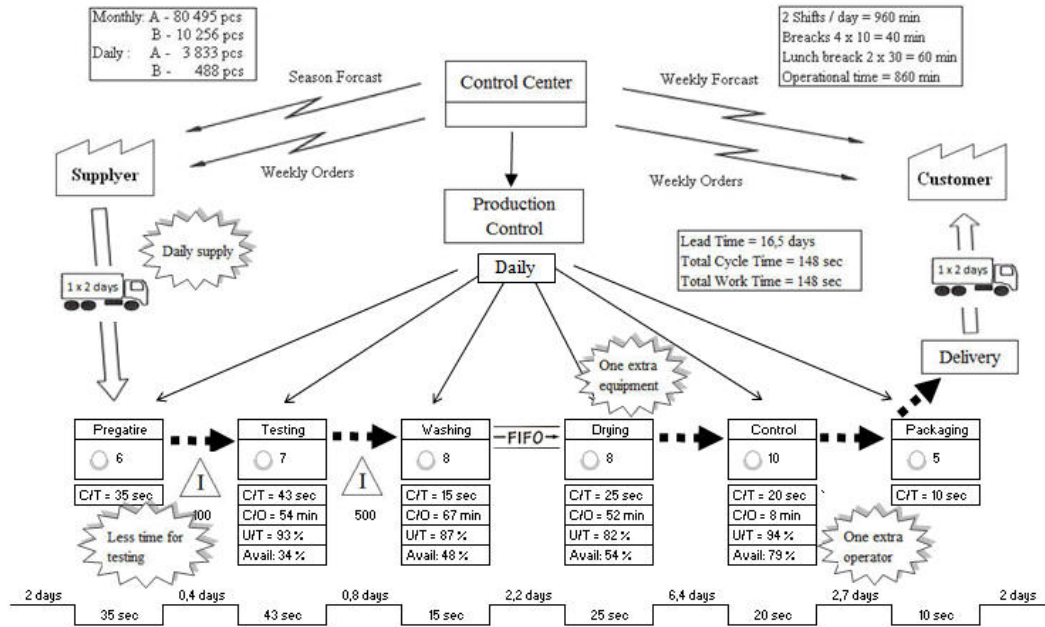 Monthly: A - 80 495 pcs
B - 10 256 pcs
Daily : A - 3 833 pcs
B - 488 pcs
2 Shifts / day = 960 min
Breacks 4 x 10 = 40 min
Lunch breack 2 x 30 = 60 min
Operational time = 860 min
Season Forcast
Control Center
Weekly Forcast
Supplyer
Weekly Orders
Weekly Orders
Customer
Production
Control
Daily supply
Daily
Lead Time = 16,5 days
Total Cycle Time = 148 sec
Total Work Time = 148 sec
1 x 2 days
1 x 2 days
One extra
equipment
Delivery
Pregatire
Testing
Washing
FIFO
Drying
Control
Packaging
6
7
8
8
10
5
I
I
C/T = 35 sec
C/T = 43 sec
C/T = 15 sec
C/T = 25 sec
C/T = 20 sec
C/T = 10 sec
500
C/O = 54 min
C/O = 67 min
C/O = 52 min
C/O = 8 min
U/T = 93 %
U/T = 87 %
U/T = 82 %
U/T = 94 %
Avail: 34 %
Avail: 48 %
Avail: 54 %
Avail: 79 %
Less time for
testing
One extra
operator
2 days
0,4 days
0,8 days
2,2 days
6,4 days
2,7 days
2 days
35 sec
43 sec
15 sec
25 sec
20 sec
10 sec